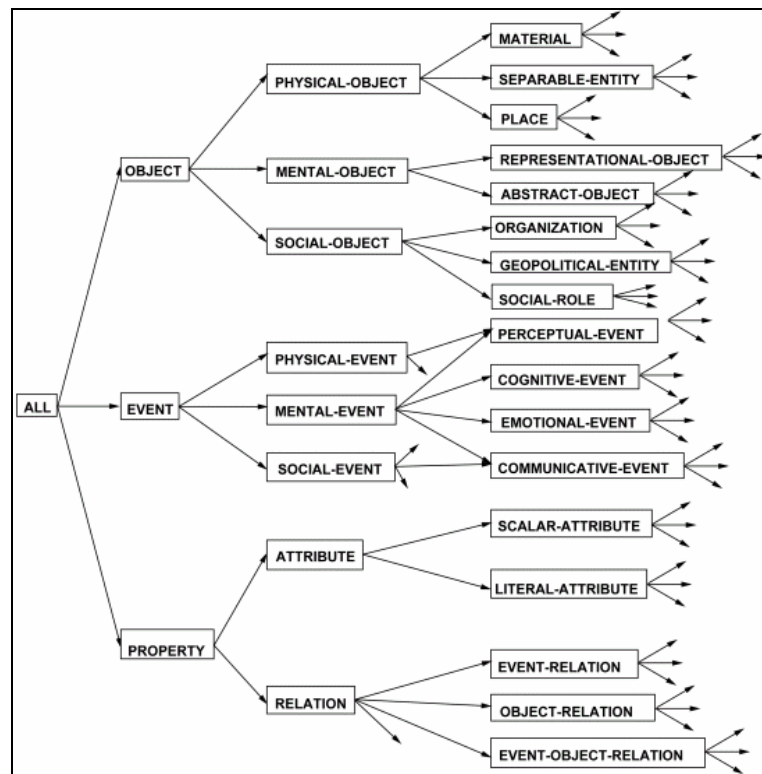 MATERIAL
PHYSICAL-OBJECT
SEPARABLE-ENTITY
PLACE
OBJECT
MENTAL-OBJECT
REPRESENTATIONAL-OBJECT
ABSTRACT-OBJECT
SOCIAL-OBJECT
ORGANIZATION
GEOPOLITICAL-ENTITY
SOCIAL-ROLE
PHYSICAL-EVENT
PERCEPTUAL-EVENT
COGNITIVE-EVENT
ALL
EVENT
MENTAL-EVENT
EMOTIONAL-EVENT
SOCIAL-EVENT
COMMUNICATIVE-EVENT
SCALAR-ATTRIBUTE
ATTRIBUTE
LITERAL-ATTRIBUTE
PROPERTY
EVENT-RELATION
RELATION
OBJECT-RELATION
EVENT-OBJECT-RELATION